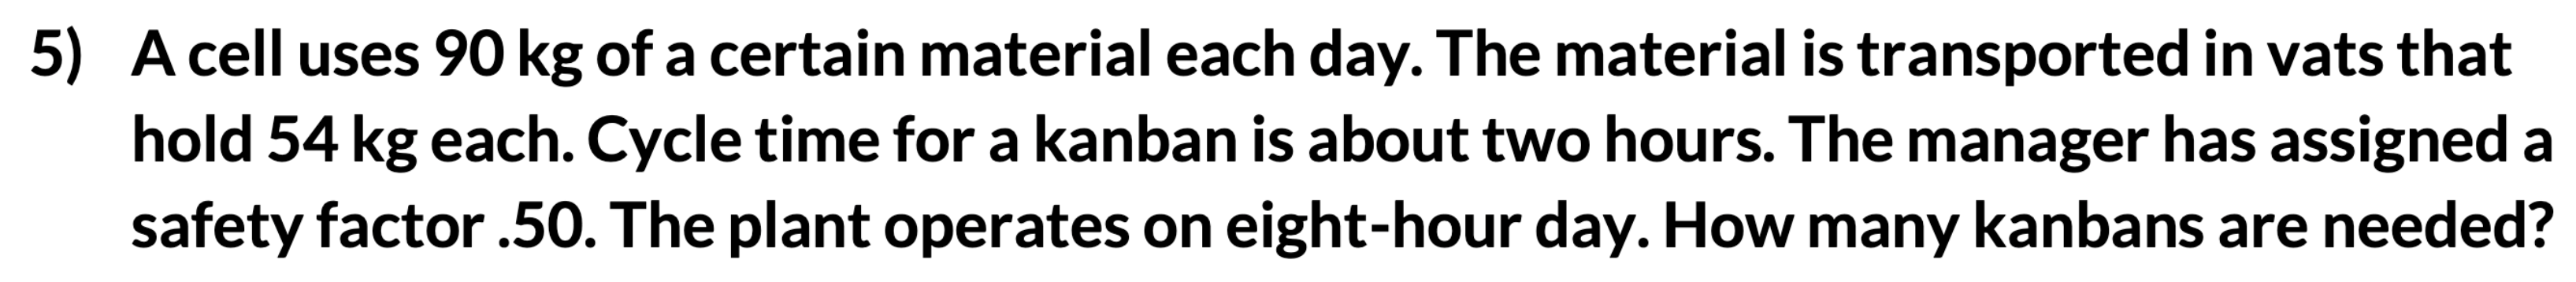 5) A cell uses 90 kg of a certain material each day. The material is transported in vats that
hold 54 kg each. Cycle time for a kanban is about two hours. The manager has assigned a
safety factor .50. The plant operates on eight-hour day. How many kanbans are needed?